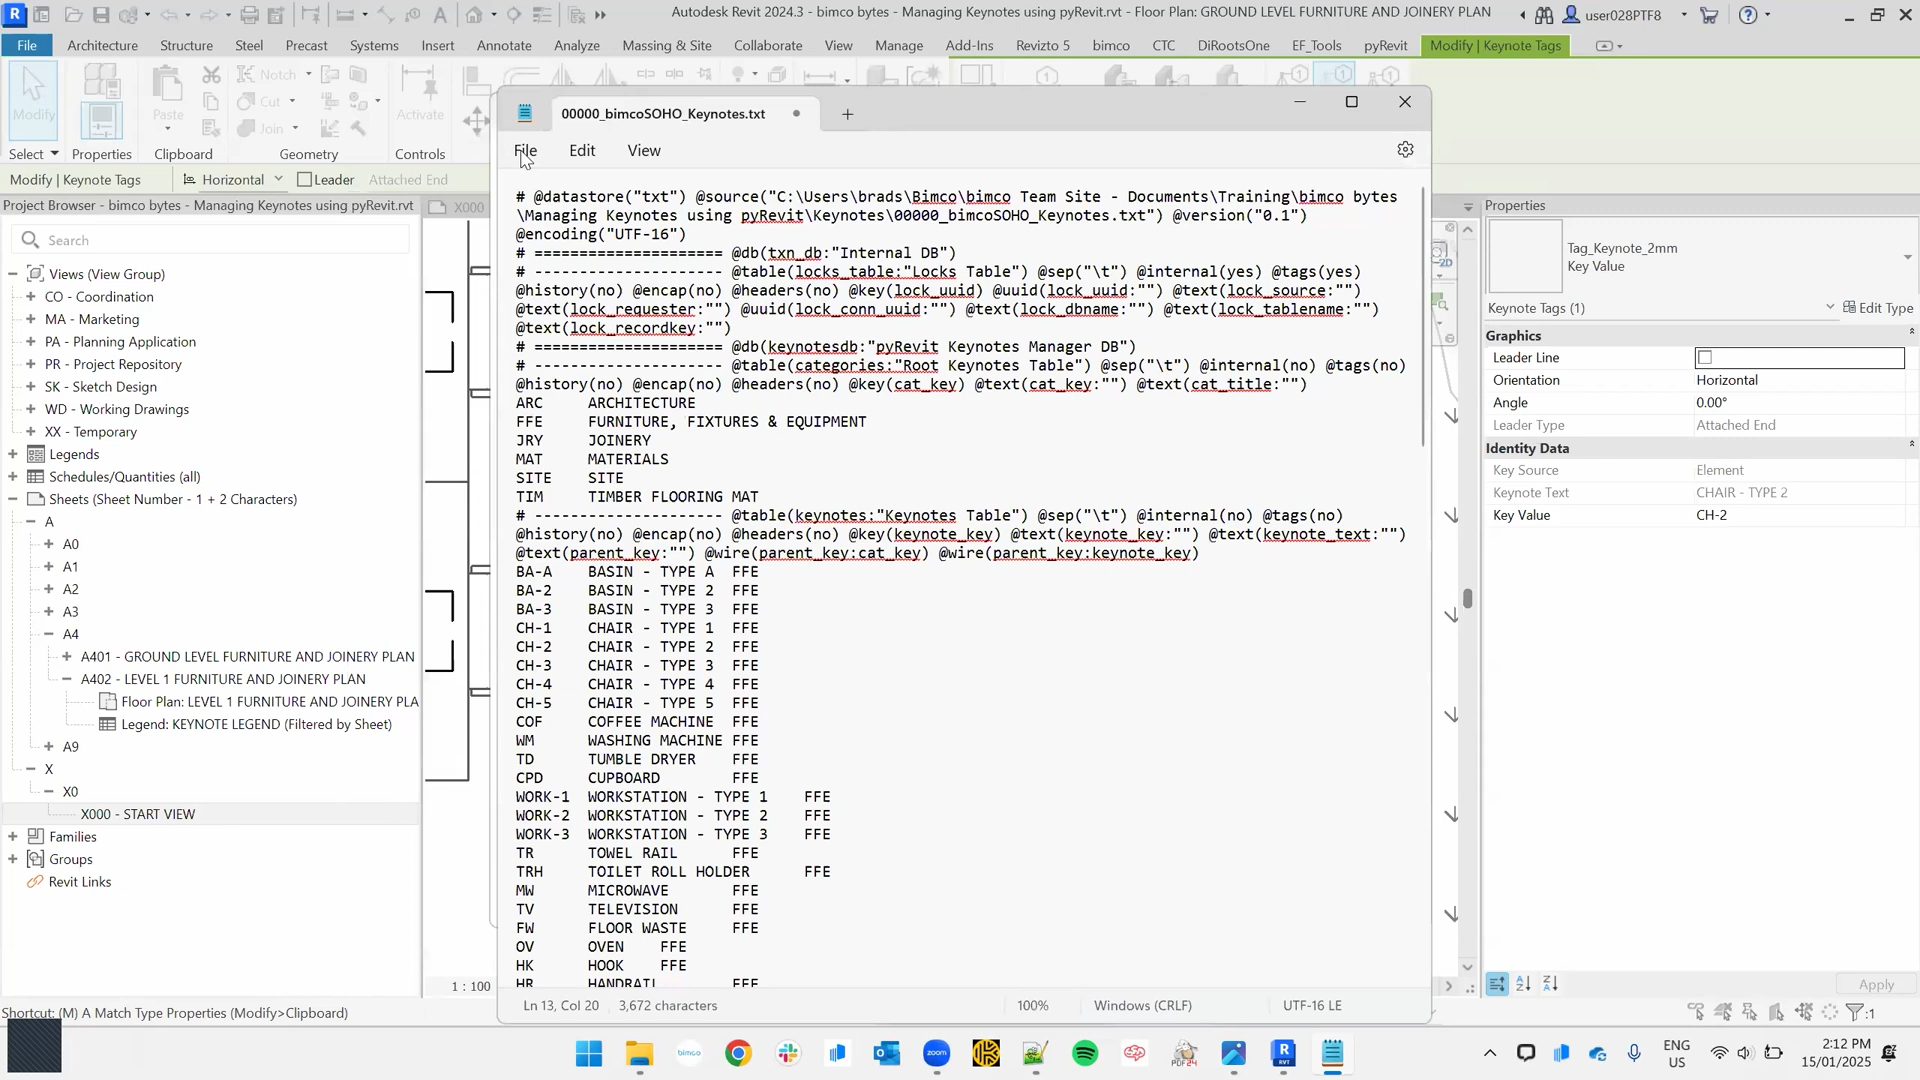 Autodesk Revit 2024.3 - bimco bytes - Managing Keynotes using pyRevit.rvt - Floor Plan: GROUND LEVEL FURNITURE AND JOINERY PLAN
user028PTF8
File Architecture Structure Steel Precast Systems Insert Annotate Analyze Massing & Site Collaborate View Manage Add-Ins Revizto 5 bimco CTC DiRootsOne EF_Tools pyRevit Modify | Keynote Tags
Modify
Paste
Notch
Cut
Join
Activate
Select Properties Clipboard Geometry Controls
Modify | Keynote Tags Horizontal Leader Attached End
Project Browser - bimco bytes - Managing Keynotes using pyRevit.rvt
X000
Search
Views (View Group)
CO - Coordination
MA - Marketing
PA - Planning Application
PR - Project Repository
SK - Sketch Design
WD - Working Drawings
XX - Temporary
Legends
Schedules/Quantities (all)
Sheets (Sheet Number - 1 + 2 Characters)
A
A0
A1
A2
A3
A4
A401 - GROUND LEVEL FURNITURE AND JOINERY PLAN
A402 - LEVEL 1 FURNITURE AND JOINERY PLAN
Floor Plan: LEVEL 1 FURNITURE AND JOINERY PLA
Legend: KEYNOTE LEGEND (Filtered by Sheet)
A9
X
X0
X000 - START VIEW
Families
Groups
Revit Links
1 : 100
Shortcut: (M) A Match Type Properties (Modify>Clipboard)
00000_bimcoSOHO_Keynotes.txt
File Edit View
# @datastore("txt") @source("C:\Users\brads\Bimco\bimco Team Site - Documents\Training\bimco bytes
\Managing Keynotes using pyRevit\Keynotes\00000_bimcoSOHO_Keynotes.txt") @version("0.1")
@encoding("UTF-16")
# ===================== @db(txn_db:"Internal DB")
# --------------------- @table(locks_table:"Locks Table") @sep("\t") @internal(yes) @tags(yes)
@history(no) @encap(no) @headers(no) @key(lock_uuid) @uuid(lock_uuid:"") @text(lock_source:"")
@text(lock_requester:"") @uuid(lock_conn_uuid:"") @text(lock_dbname:"") @text(lock_tablename:"")
@text(lock_recordkey:"")
# ===================== @db(keynotesdb:"pyRevit Keynotes Manager DB")
# --------------------- @table(categories:"Root Keynotes Table") @sep("\t") @internal(no) @tags(no)
@history(no) @encap(no) @headers(no) @key(cat_key) @text(cat_key:"") @text(cat_title:"")
ARC ARCHITECTURE
FFE FURNITURE, FIXTURES & EQUIPMENT
JRY JOINERY
MAT MATERIALS
SITE SITE
TIM TIMBER FLOORING MAT
# --------------------- @table(keynotes:"Keynotes Table") @sep("\t") @internal(no) @tags(no)
@history(no) @encap(no) @headers(no) @key(keynote_key) @text(keynote_key:"") @text(keynote_text:"")
@text(parent_key:"") @wire(parent_key:cat_key) @wire(parent_key:keynote_key)
BA-A BASIN - TYPE A FFE
BA-2 BASIN - TYPE 2 FFE
BA-3 BASIN - TYPE 3 FFE
CH-1 CHAIR - TYPE 1 FFE
CH-2 CHAIR - TYPE 2 FFE
CH-3 CHAIR - TYPE 3 FFE
CH-4 CHAIR - TYPE 4 FFE
CH-5 CHAIR - TYPE 5 FFE
COF COFFEE MACHINE FFE
WM WASHING MACHINE FFE
TD TUMBLE DRYER FFE
CPD CUPBOARD FFE
WORK-1 WORKSTATION - TYPE 1 FFE
WORK-2 WORKSTATION - TYPE 2 FFE
WORK-3 WORKSTATION - TYPE 3 FFE
TR TOWEL RAIL FFE
TRH TOILET ROLL HOLDER FFE
MW MICROWAVE FFE
TV TELEVISION FFE
FW FLOOR WASTE FFE
OV OVEN FFE
HK HOOK FFE
HR HANDRAIL FFE
Ln 13, Col 20 3,672 characters 100% Windows (CRLF) UTF-16 LE
Properties
Tag_Keynote_2mm
Key Value
Keynote Tags (1) Edit Type
Graphics
Leader Line
Orientation Horizontal
Angle 0.00°
Leader Type Attached End
Identity Data
Key Source Element
Keynote Text CHAIR - TYPE 2
Key Value CH-2
Apply
:1
bimco
zoom
ENG
US
2:12 PM
15/01/2025